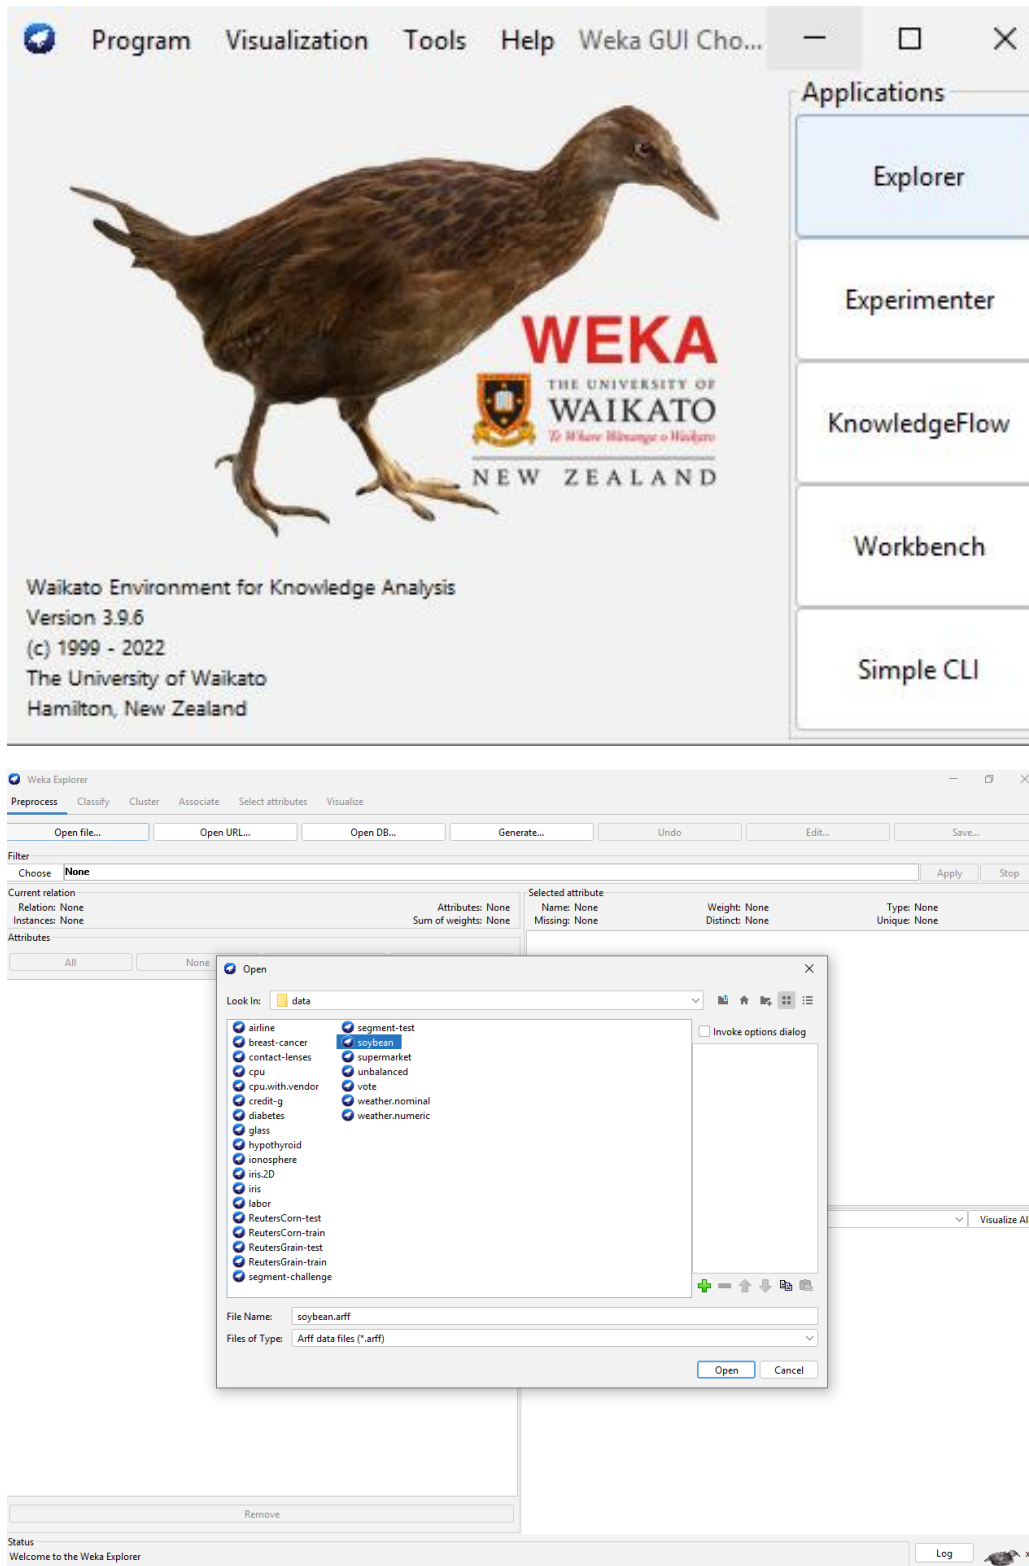 Program Visualization Tools Help Weka GUI Cho...
Applications
Explorer
Experimenter
KnowledgeFlow
Workbench
Simple CLI
WEKA
THE UNIVERSITY OF
WAIKATO
Te Whare Wānanga o Waikato
NEW ZEALAND
Waikato Environment for Knowledge Analysis
Version 3.9.6
(c) 1999 - 2022
The University of Waikato
Hamilton, New Zealand
Weka Explorer
Preprocess Classify Cluster Associate Select attributes Visualize
Open file... Open URL... Open DB... Generate... Undo Edit... Save...
Filter
Choose None Apply Stop
Current relation
Relation: None Attributes: None
Instances: None Sum of weights: None
Selected attribute
Name: None Weight: None Type: None
Missing: None Distinct: None Unique: None
Attributes
All None
Open
Look In: data
airline
breast-cancer
contact-lenses
cpu
cpu.with.vendor
credit-g
diabetes
glass
hypothyroid
ionosphere
iris.2D
iris
labor
ReutersCorn-test
ReutersCorn-train
ReutersGrain-test
ReutersGrain-train
segment-challenge
segment-test
soybean
supermarket
unbalanced
vote
weather.nominal
weather.numeric
Invoke options dialog
File Name: soybean.arff
Files of Type: Arff data files (*.arff)
Open Cancel
Visualize Al
Remove
Status
Welcome to the Weka Explorer
Log x